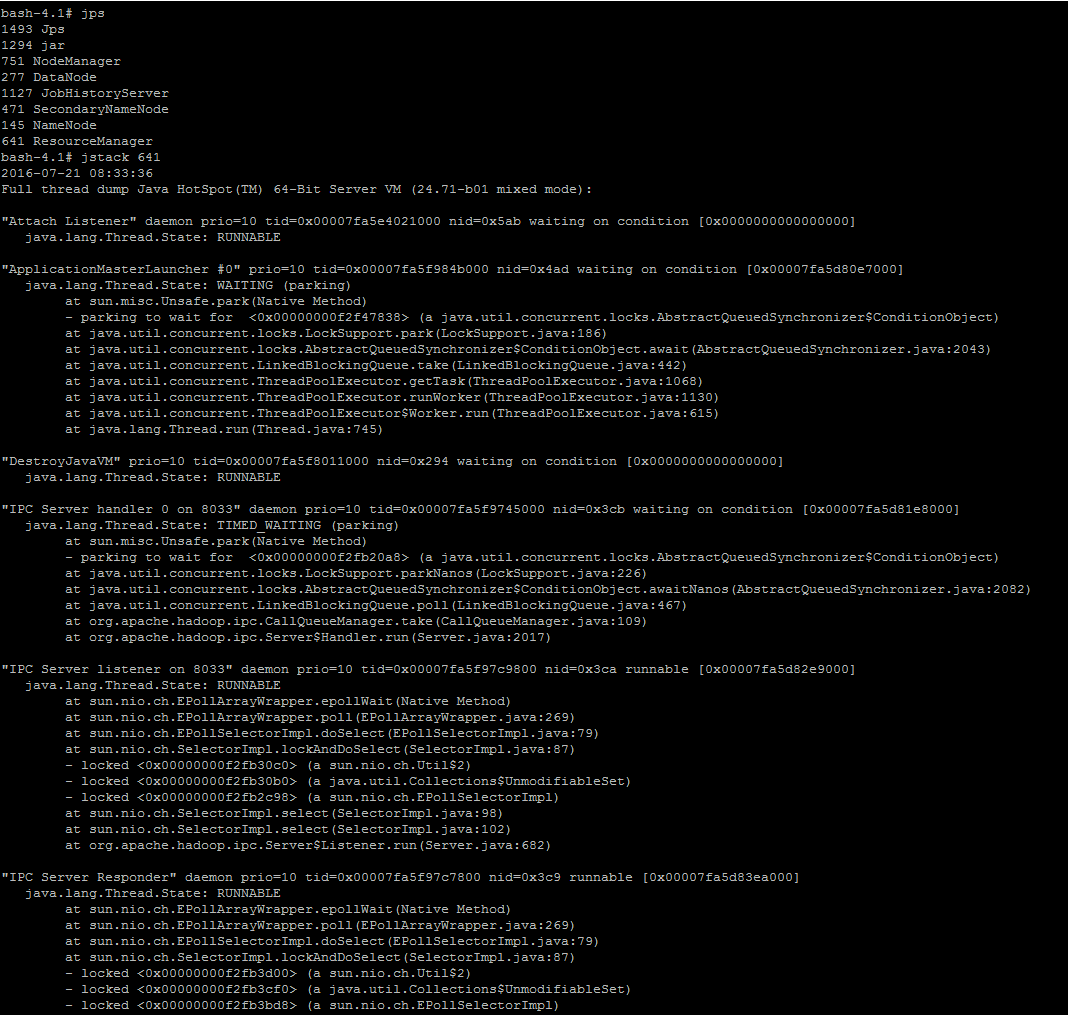 bash-4.1# jps
1493 Jps
1294 jar
751 NodeManager
277 DataNode
1127 JobHistoryServer
471 SecondaryNameNode
145 NameNode
641 ResourceManager
bash-4.1# jstack 641
2016-07-21 08:33:36
Full thread dump Java HotSpot(TM) 64-Bit Server VM (24.71-b01 mixed mode):

"Attach Listener" daemon prio=10 tid=0x00007fa5e4021000 nid=0x5ab waiting on condition [0x0000000000000000]
   java.lang.Thread.State: RUNNABLE

"ApplicationMasterLauncher #0" prio=10 tid=0x00007fa5f984b000 nid=0x4ad waiting on condition [0x00007fa5d80e7000]
   java.lang.Thread.State: WAITING (parking)
        at sun.misc.Unsafe.park(Native Method)
        - parking to wait for  <0x00000000f2f47838> (a java.util.concurrent.locks.AbstractQueuedSynchronizer$ConditionObject)
        at java.util.concurrent.locks.LockSupport.park(LockSupport.java:186)
        at java.util.concurrent.locks.AbstractQueuedSynchronizer$ConditionObject.await(AbstractQueuedSynchronizer.java:2043)
        at java.util.concurrent.LinkedBlockingQueue.take(LinkedBlockingQueue.java:442)
        at java.util.concurrent.ThreadPoolExecutor.getTask(ThreadPoolExecutor.java:1068)
        at java.util.concurrent.ThreadPoolExecutor.runWorker(ThreadPoolExecutor.java:1130)
        at java.util.concurrent.ThreadPoolExecutor$Worker.run(ThreadPoolExecutor.java:615)
        at java.lang.Thread.run(Thread.java:745)

"DestroyJavaVM" prio=10 tid=0x00007fa5f8011000 nid=0x294 waiting on condition [0x0000000000000000]
   java.lang.Thread.State: RUNNABLE

"IPC Server handler 0 on 8033" daemon prio=10 tid=0x00007fa5f9745000 nid=0x3cb waiting on condition [0x00007fa5d81e8000]
   java.lang.Thread.State: TIMED_WAITING (parking)
        at sun.misc.Unsafe.park(Native Method)
        - parking to wait for  <0x00000000f2fb20a8> (a java.util.concurrent.locks.AbstractQueuedSynchronizer$ConditionObject)
        at java.util.concurrent.locks.LockSupport.parkNanos(LockSupport.java:226)
        at java.util.concurrent.locks.AbstractQueuedSynchronizer$ConditionObject.awaitNanos(AbstractQueuedSynchronizer.java:2082)
        at java.util.concurrent.LinkedBlockingQueue.poll(LinkedBlockingQueue.java:467)
        at org.apache.hadoop.ipc.CallQueueManager.take(CallQueueManager.java:109)
        at org.apache.hadoop.ipc.Server$Handler.run(Server.java:2017)

"IPC Server listener on 8033" daemon prio=10 tid=0x00007fa5f97c9800 nid=0x3ca runnable [0x00007fa5d82e9000]
   java.lang.Thread.State: RUNNABLE
        at sun.nio.ch.EPollArrayWrapper.epollWait(Native Method)
        at sun.nio.ch.EPollArrayWrapper.poll(EPollArrayWrapper.java:269)
        at sun.nio.ch.EPollSelectorImpl.doSelect(EPollSelectorImpl.java:79)
        at sun.nio.ch.SelectorImpl.lockAndDoSelect(SelectorImpl.java:87)
        - locked <0x00000000f2fb30c0> (a sun.nio.ch.Util$2)
        - locked <0x00000000f2fb30b0> (a java.util.Collections$UnmodifiableSet)
        - locked <0x00000000f2fb2c98> (a sun.nio.ch.EPollSelectorImpl)
        at sun.nio.ch.SelectorImpl.select(SelectorImpl.java:98)
        at sun.nio.ch.SelectorImpl.select(SelectorImpl.java:102)
        at org.apache.hadoop.ipc.Server$Listener.run(Server.java:682)

"IPC Server Responder" daemon prio=10 tid=0x00007fa5f97c7800 nid=0x3c9 runnable [0x00007fa5d83ea000]
   java.lang.Thread.State: RUNNABLE
        at sun.nio.ch.EPollArrayWrapper.epollWait(Native Method)
        at sun.nio.ch.EPollArrayWrapper.poll(EPollArrayWrapper.java:269)
        at sun.nio.ch.EPollSelectorImpl.doSelect(EPollSelectorImpl.java:79)
        at sun.nio.ch.SelectorImpl.lockAndDoSelect(SelectorImpl.java:87)
        - locked <0x00000000f2fb3d00> (a sun.nio.ch.Util$2)
        - locked <0x00000000f2fb3cf0> (a java.util.Collections$UnmodifiableSet)
        - locked <0x00000000f2fb3bd8> (a sun.nio.ch.EPollSelectorImpl)